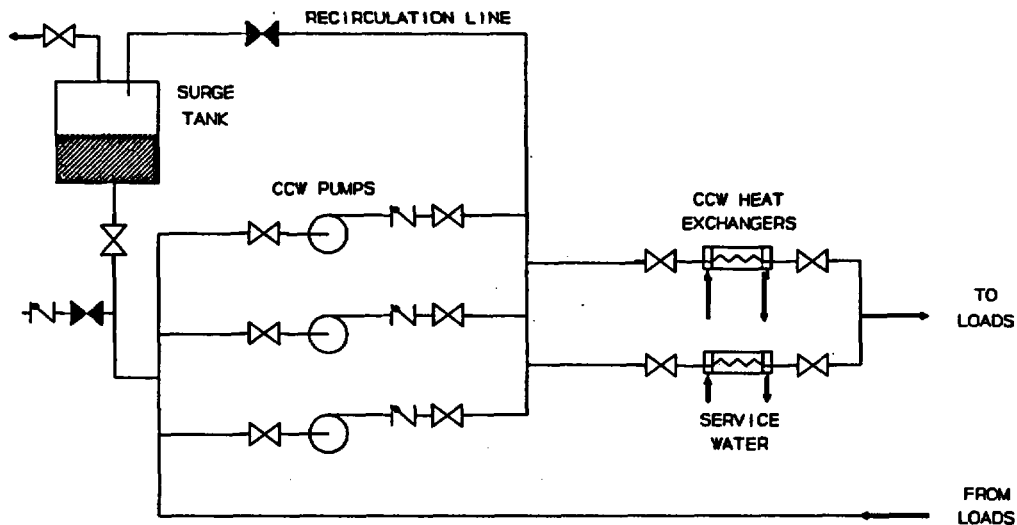 RECIRCULATION LINE
SURGE
TANK
CCW PUMPS
CCW HEAT
EXCHANGERS
TO
LOADS
SERVICE
WATER
FROM
LOADS